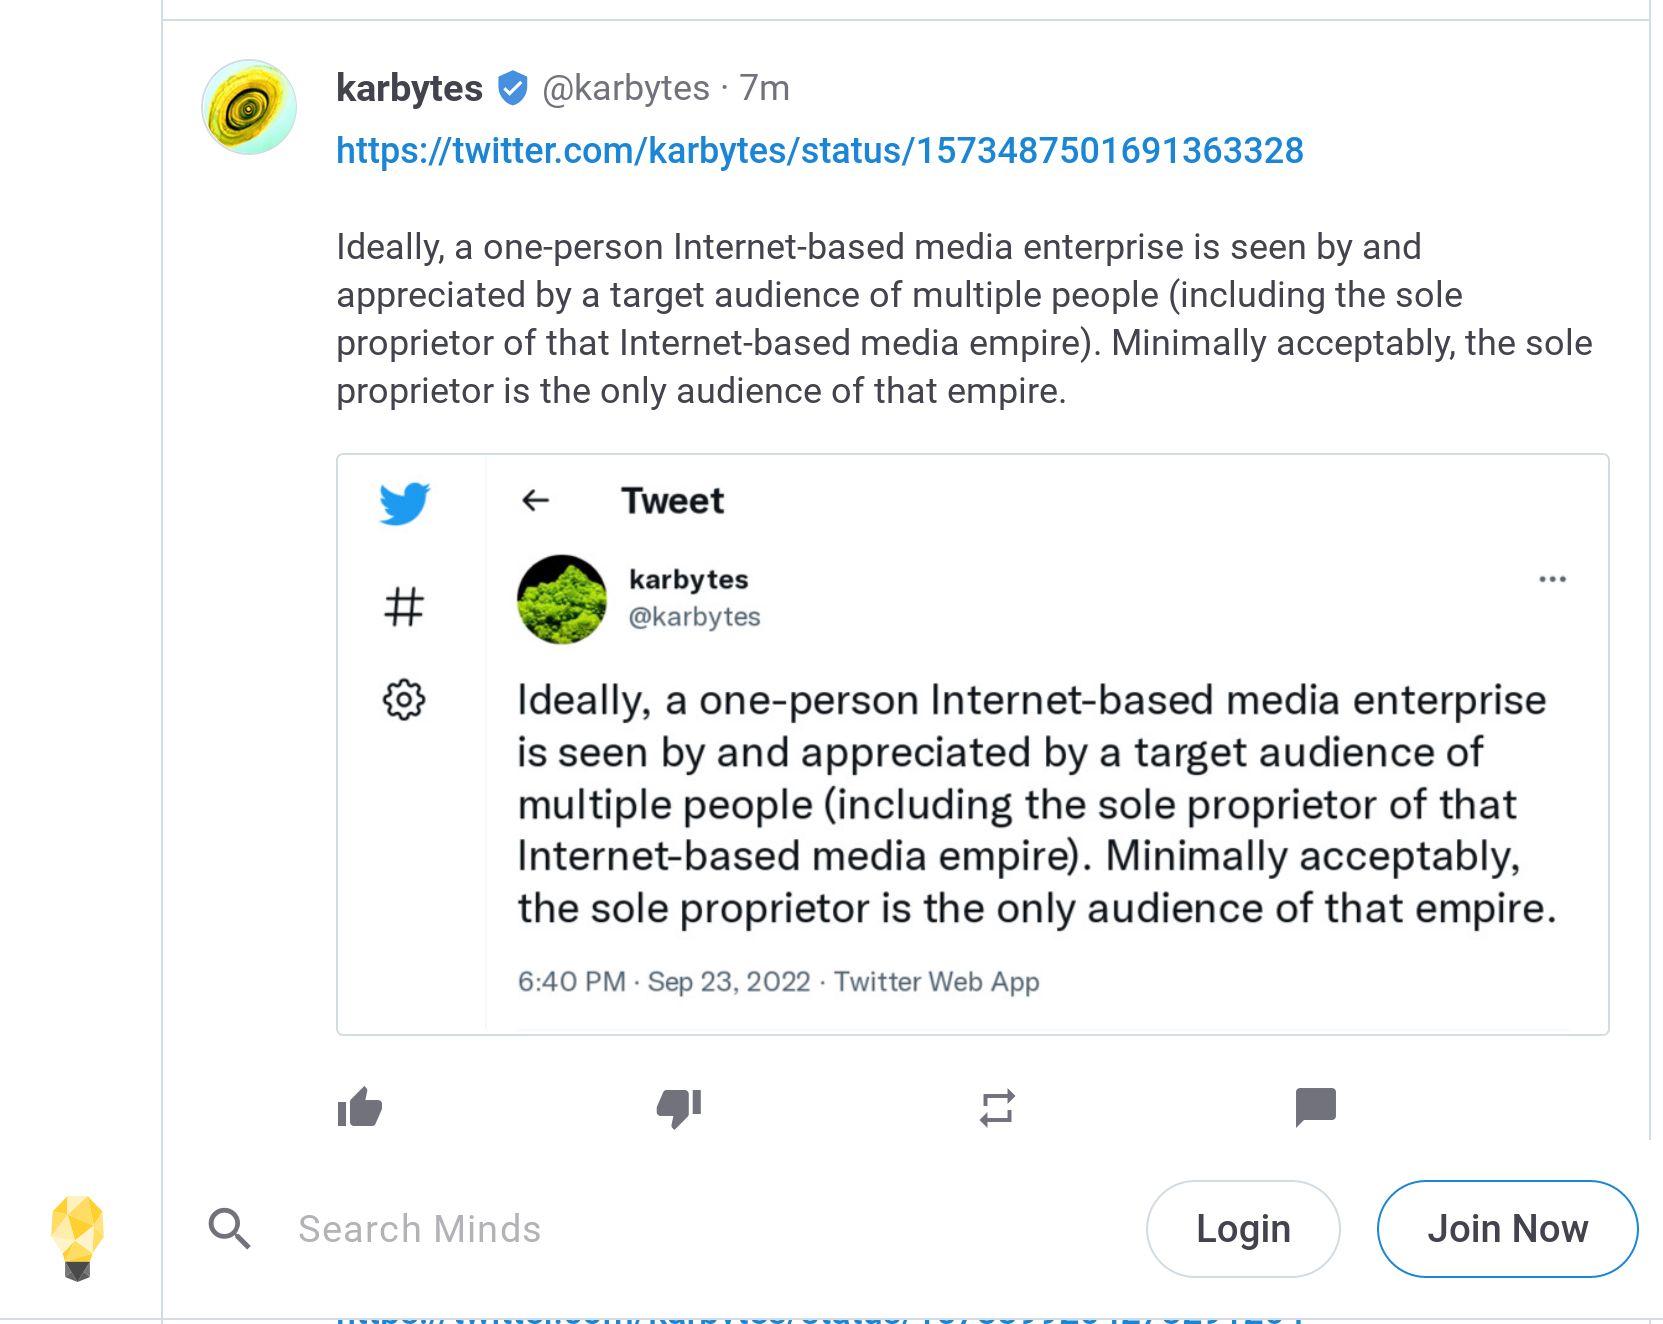 karbytes @karbytes · 7m
https://twitter.com/karbytes/status/1573487501691363328
Ideally, a one-person Internet-based media enterprise is seen by and
appreciated by a target audience of multiple people (including the sole
proprietor of that Internet-based media empire). Minimally acceptably, the sole
proprietor is the only audience of that empire.
Tweet
karbytes
@karbytes
Ideally, a one-person Internet-based media enterprise
is seen by and appreciated by a target audience of
multiple people (including the sole proprietor of that
Internet-based media empire). Minimally acceptably,
the sole proprietor is the only audience of that empire.
6:40 PM · Sep 23, 2022 · Twitter Web App
Search Minds
Login
Join Now